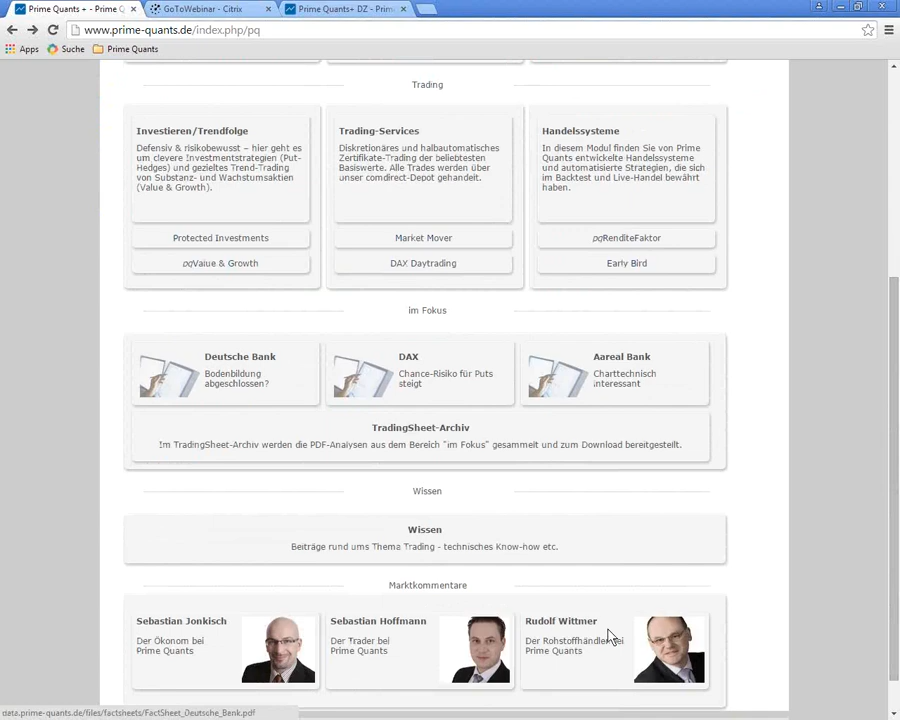 Prime Quants + - Prime Q
GoToWebinar - Citrix
Prime Quants+ DZ - Prim
www.prime-quants.de/index.php/pq
Apps
Suche
Prime Quants
Trading
Investieren/Trendfolge
Defensiv & risikobewusst – hier geht es
um clevere Investmentstrategien (Put-
Hedges) und gezieltes Trend-Trading
von Substanz- und Wachstumsaktien
(Value & Growth).
Protected Investments
pqValue & Growth
Trading-Services
Diskretionäres und halbautomatisches
Zertifikate-Trading der beliebtesten
Basiswerte. Alle Trades werden über
unser comdirect-Depot gehandelt.
Market Mover
DAX Daytrading
Handelssysteme
In diesem Modul finden Sie von Prime
Quants entwickelte Handelssysteme
und automatisierte Strategien, die sich
im Backtest und Live-Handel bewährt
haben.
pqRenditeFaktor
Early Bird
im Fokus
Deutsche Bank
Bodenbildung
abgeschlossen?
DAX
Chance-Risiko für Puts
steigt
Aareal Bank
Charttechnisch
interessant
TradingSheet-Archiv
Im TradingSheet-Archiv werden die PDF-Analysen aus dem Bereich "im Fokus" gesammelt und zum Download bereitgestellt.
Wissen
Wissen
Beiträge rund ums Thema Trading - technisches Know-how etc.
Marktkommentare
Sebastian Jonkisch
Der Ökonom bei
Prime Quants
Sebastian Hoffmann
Der Trader bei
Prime Quants
Rudolf Wittmer
Der Rohstoffhändler bei
Prime Quants
data.prime-quants.de/files/factsheets/FactSheet_Deutsche_Bank.pdf